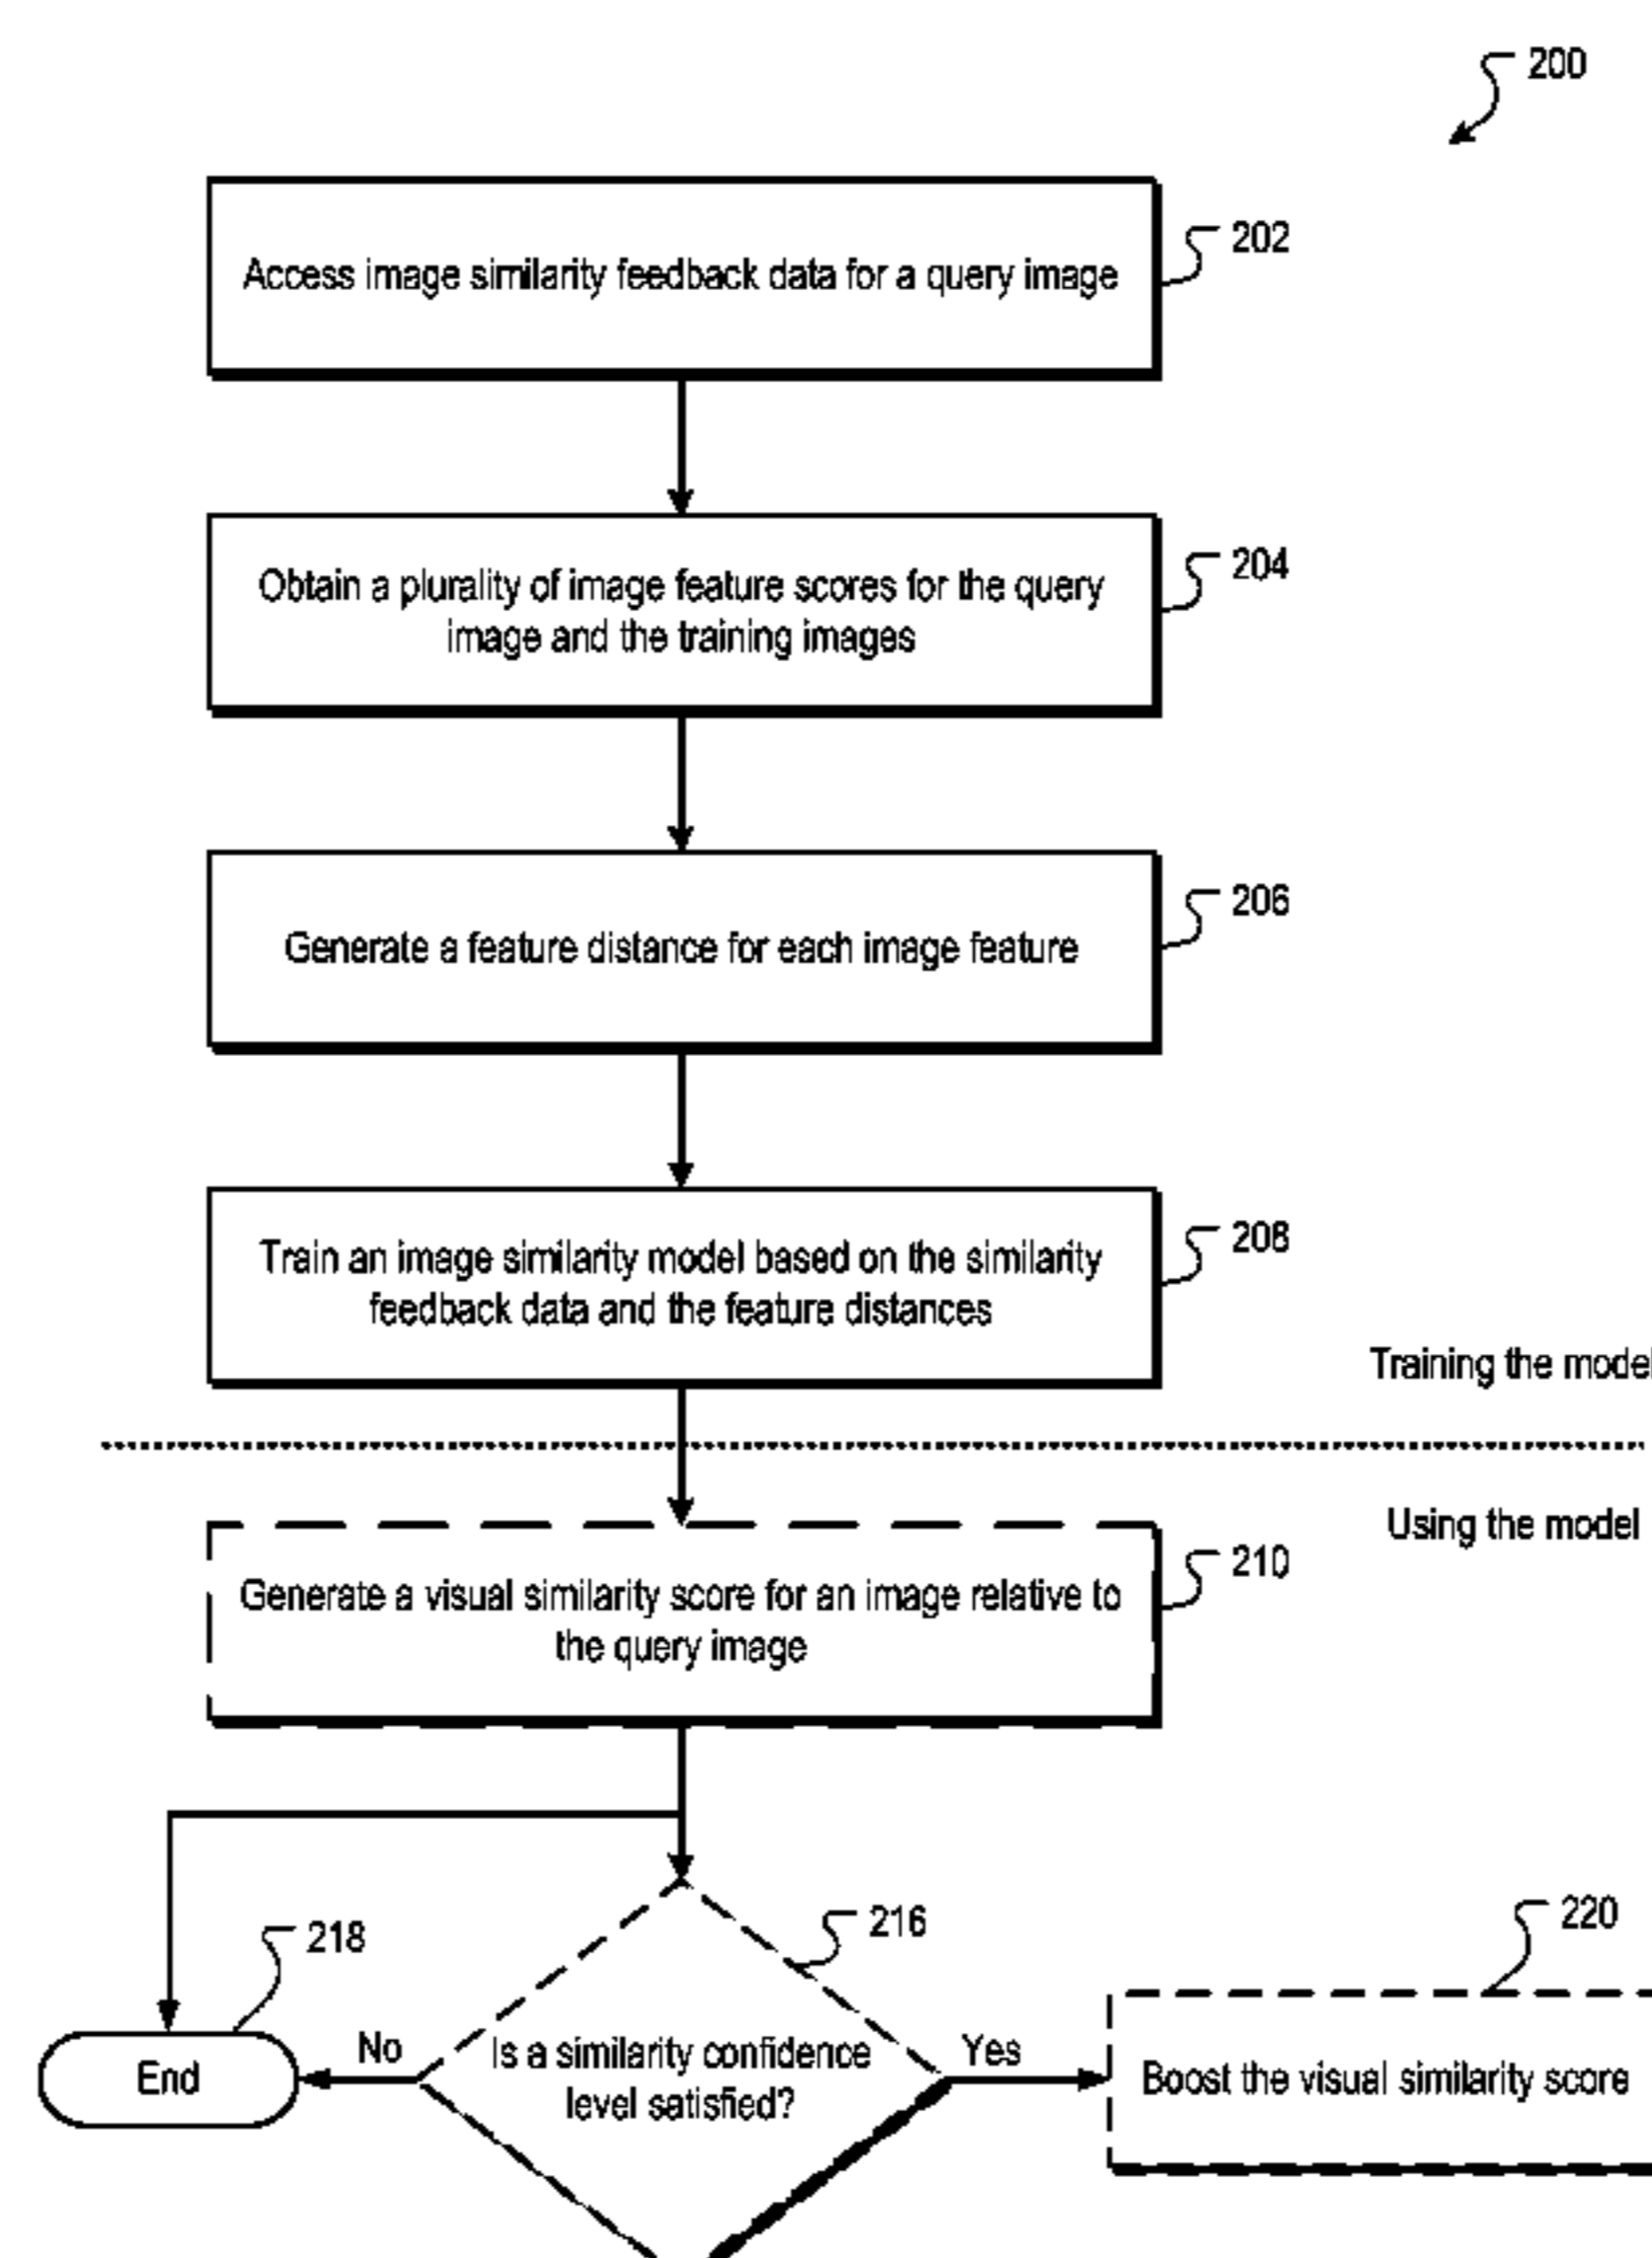 200
Access image similarity feedback data for a query image
202
Obtain a plurality of image feature scores for the query
image and the training images
204
Generate a feature distance for each image feature
206
Train an image similarity model based on the similarity
feedback data and the feature distances
208
Training the model
Using the model
Generate a visual similarity score for an image relative to
the query image
210
218
216
220
End
No
Is a similarity confidence
level satisfied?
Yes
Boost the visual similarity score